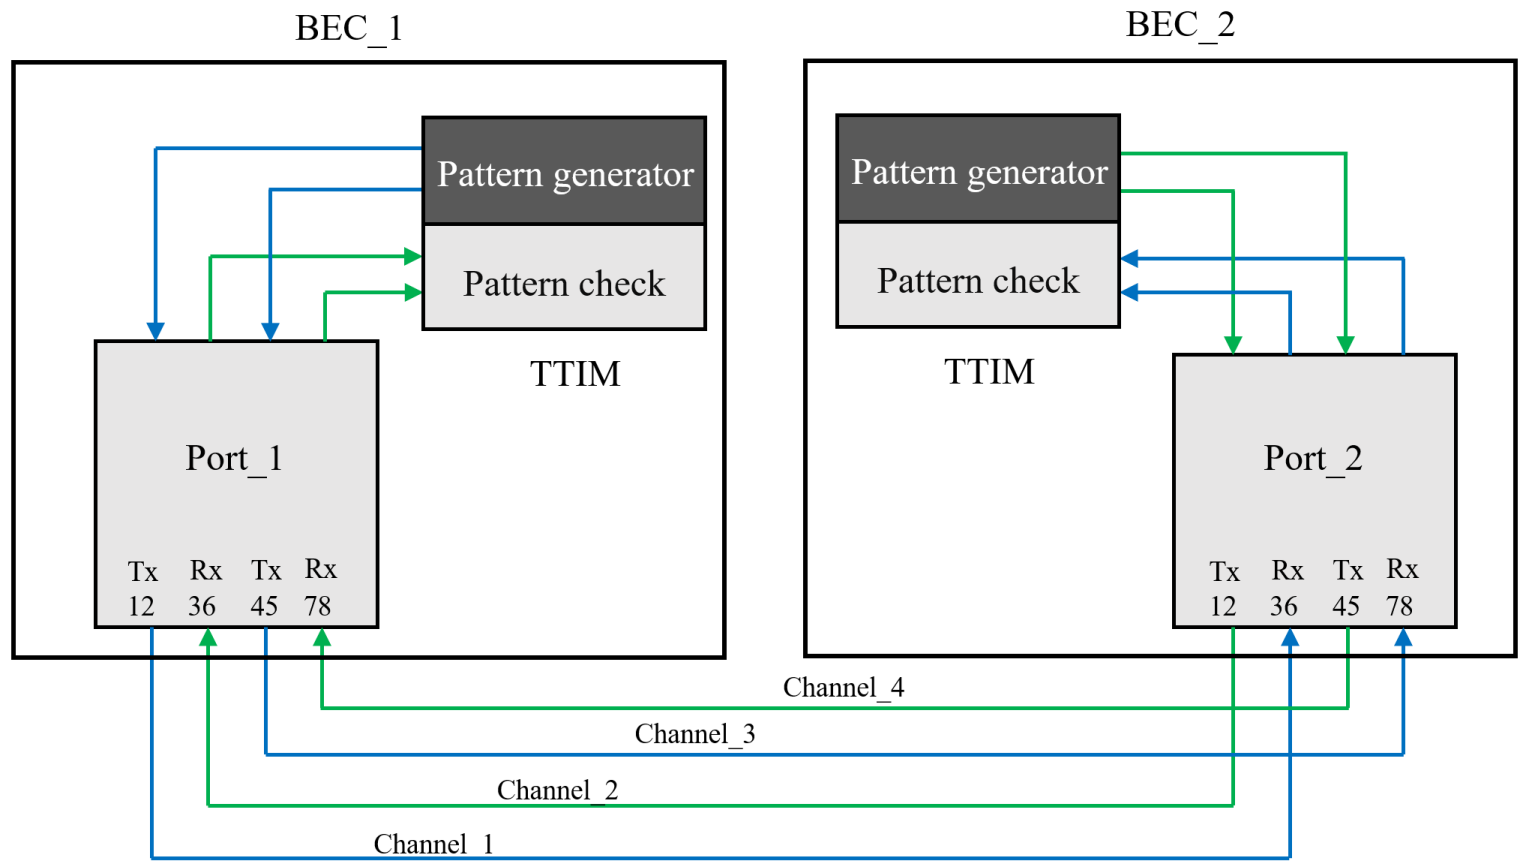 BEC_1
BEC_2
Pattern generator
Pattern check
TTIM
Pattern generator
Pattern check
TTIM
Port_1
Tx Rx Tx Rx
12 36 45 78
Port_2
Tx Rx Tx Rx
12 36 45 78
Channel_4
Channel_3
Channel_2
Channel_1